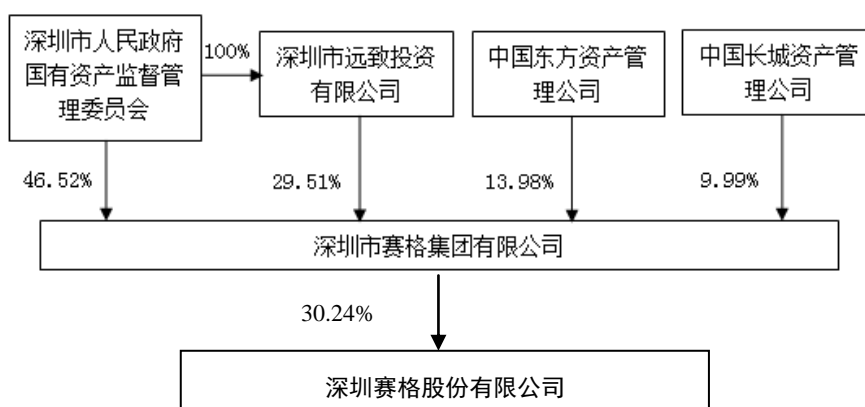 深圳市人民政府
国有资产监督管
理委员会
100%
深圳市远致投资
有限公司
中国东方资产管
理公司
中国长城资产管
理公司
46.52%
29.51%
13.98%
9.99%
深圳市赛格集团有限公司
30.24%
深圳赛格股份有限公司